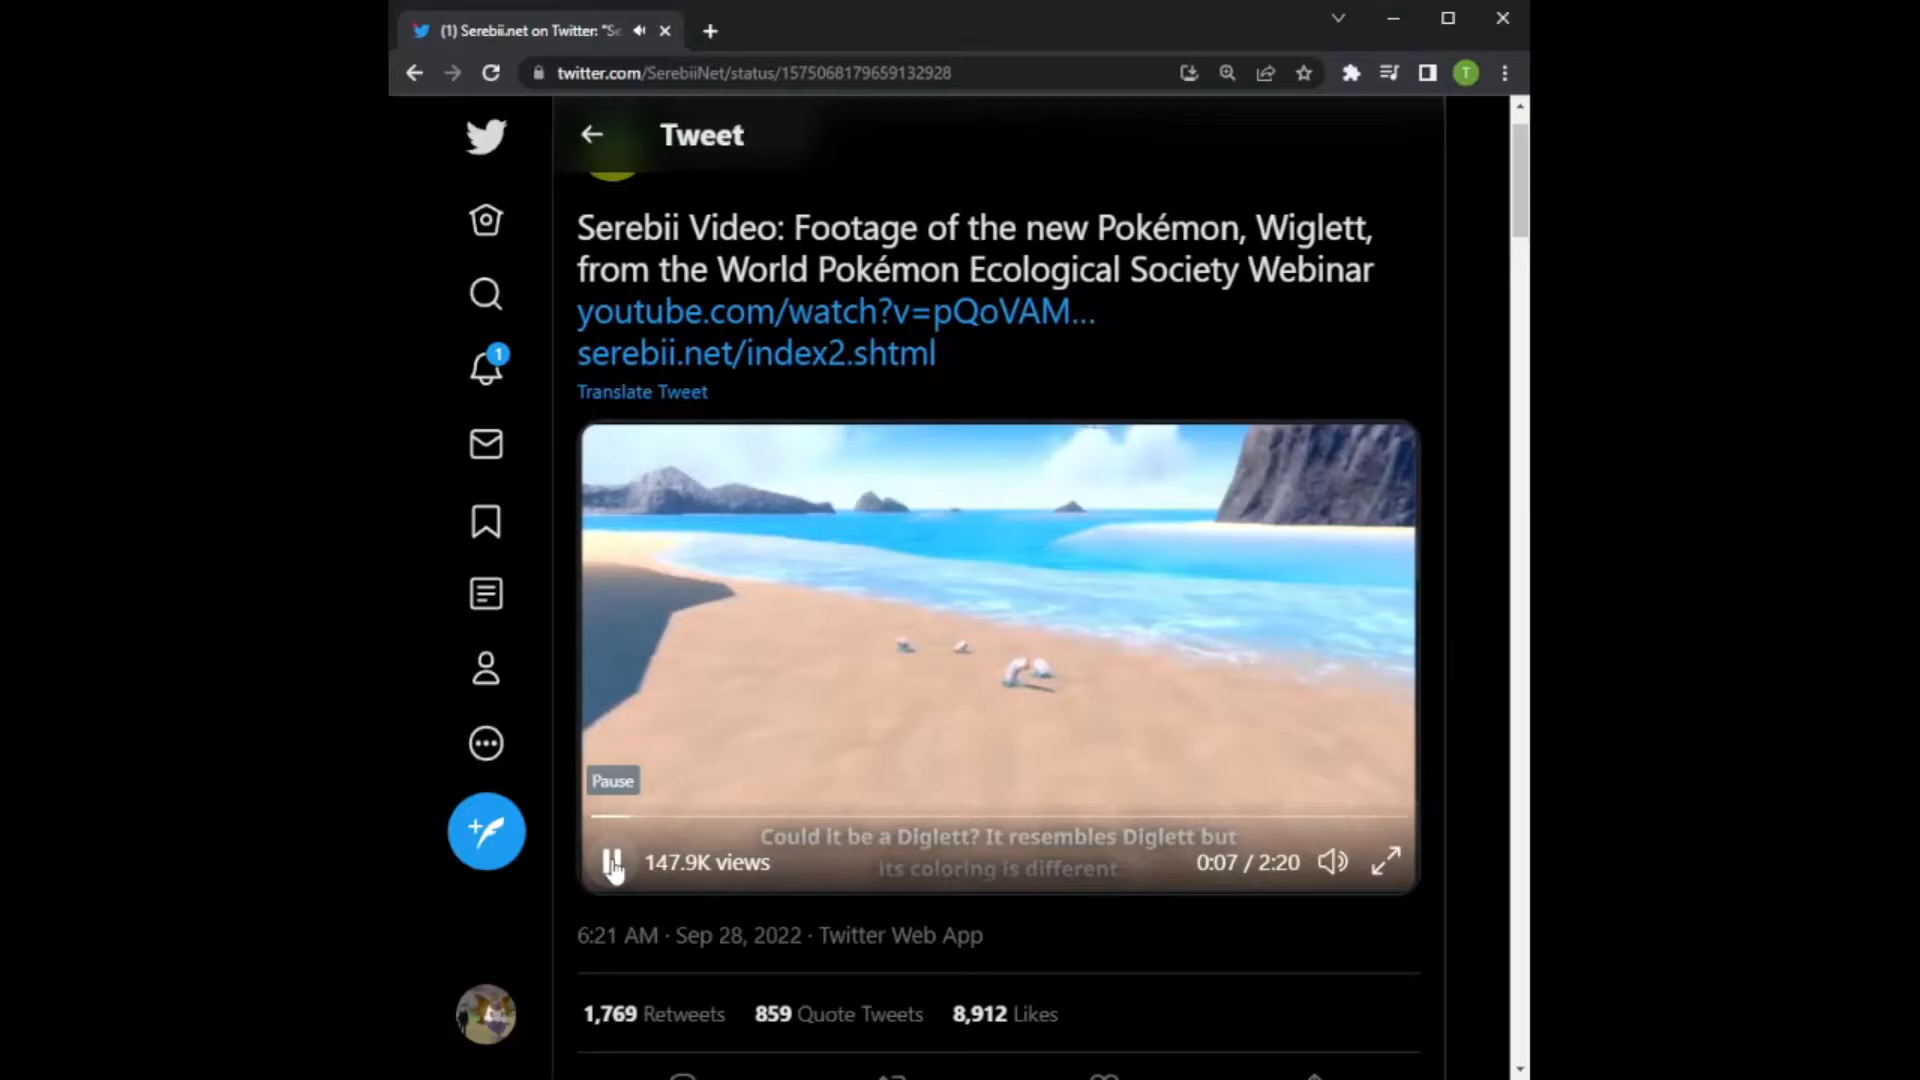 (1) Serebii.net on Twitter: "Se
twitter.com/SerebiiNet/status/1575068179659132928
T
Tweet
Serebii Video: Footage of the new Pokémon, Wiglett,
from the World Pokémon Ecological Society Webinar
youtube.com/watch?v=pQoVAM...
serebii.net/index2.shtml
1
Translate Tweet
Pause
Could it be a Diglett? It resembles Diglett but
its coloring is different.
147.9K views
0:07 / 2:20
6:21 AM · Sep 28, 2022 · Twitter Web App
1,769 Retweets 859 Quote Tweets 8,912 Likes